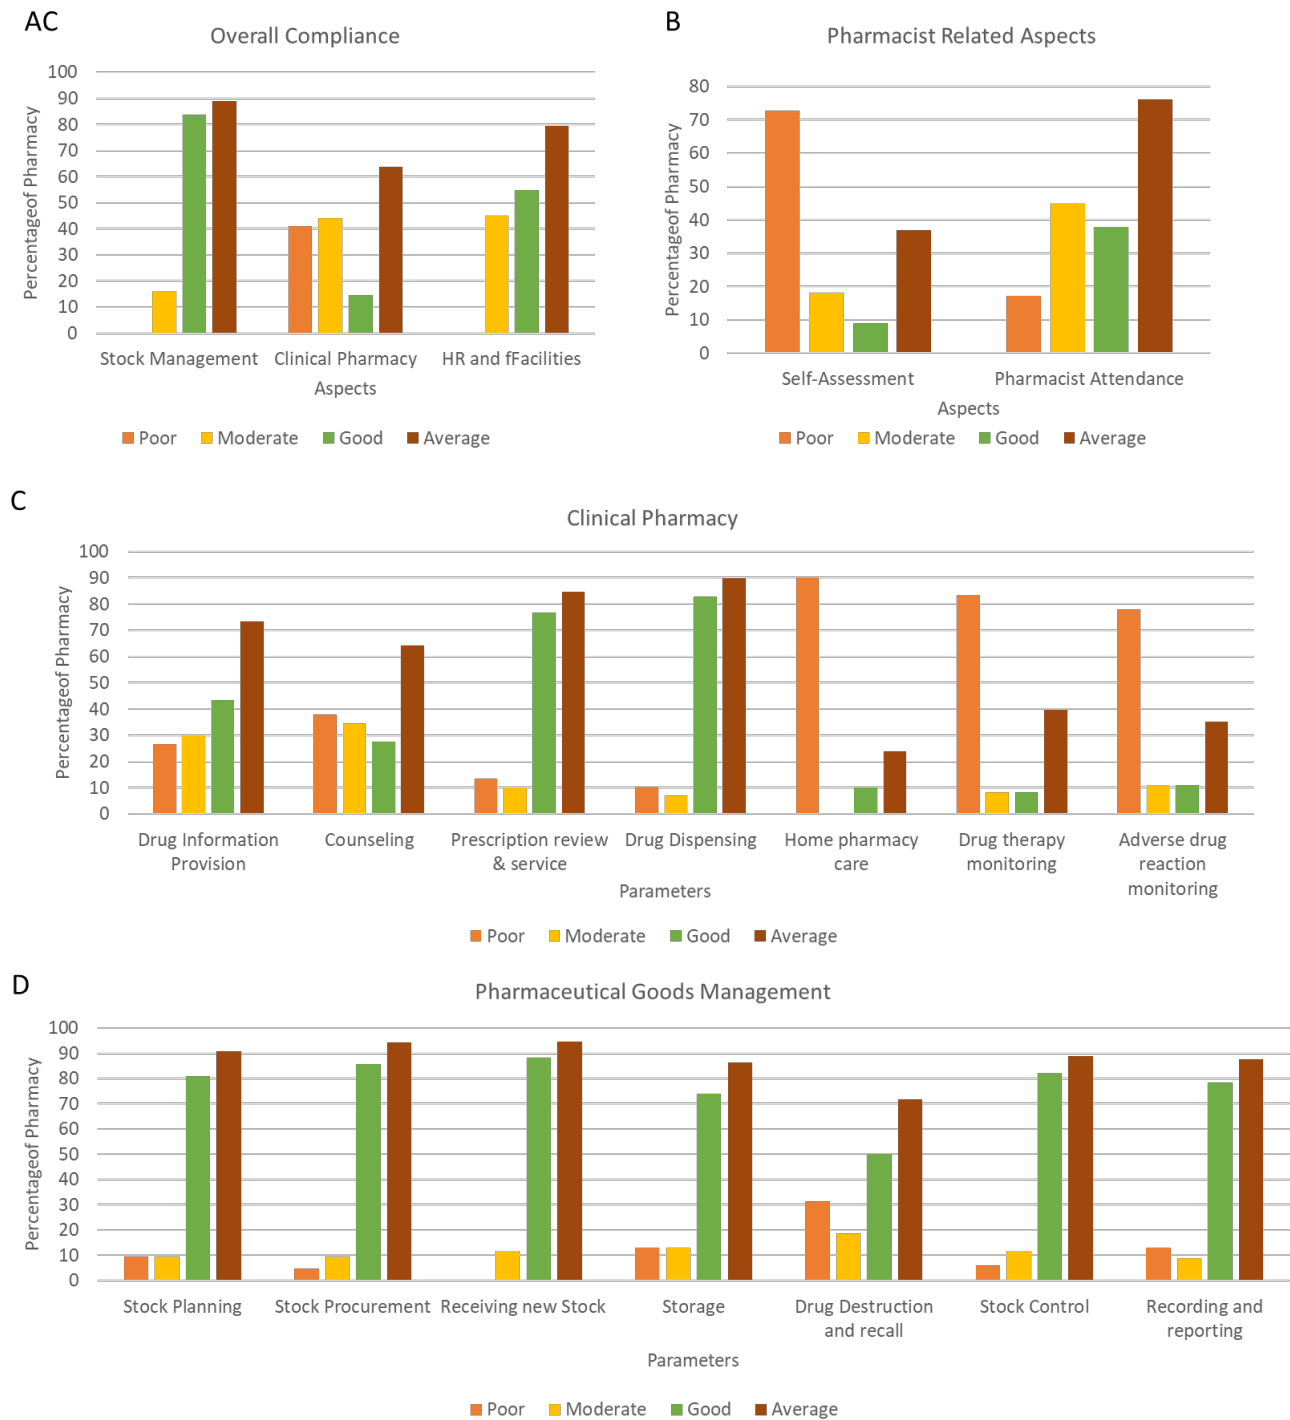 AC
Overall Compliance
Percentageof Pharmacy
100
90
80
70
60
50
40
30
20
10
0
Stock Management
Clinical Pharmacy
HR and fFacilities
Aspects
Poor
Moderate
Good
Average
B
Pharmacist Related Aspects
Percentageof Pharmacy
80
70
60
50
40
30
20
10
0
Self-Assessment
Pharmacist Attendance
Aspects
Poor
Moderate
Good
Average
C
Clinical Pharmacy
Percentageof Pharmacy
100
90
80
70
60
50
40
30
20
10
0
Drug Information
Provision
Counseling
Prescription review
& service
Drug Dispensing
Home pharmacy
care
Drug therapy
monitoring
Adverse drug
reaction
monitoring
Parameters
Poor
Moderate
Good
Average
D
Pharmaceutical Goods Management
Percentageof Pharmacy
100
90
80
70
60
50
40
30
20
10
0
Stock Planning
Stock Procurement
Receiving new Stock
Storage
Drug Destruction
and recall
Stock Control
Recording and
reporting
Parameters
Poor
Moderate
Good
Average